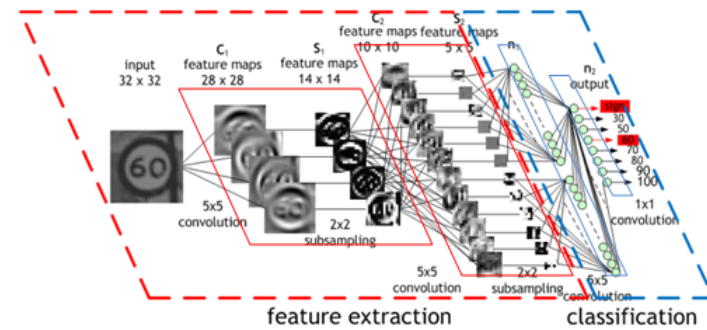 input
32 x 32
C1
feature maps
28 x 28
S1
feature maps
14 x 14
C2
feature maps
10 x 10
S2
feature maps
5 x 5
n1
n2
output
60
sign
30
50
60
70
80
90
100
5x5
convolution
2x2
subsampling
5x5
convolution
2x2
subsampling
convolution
1x1
convolution
feature extraction
classification